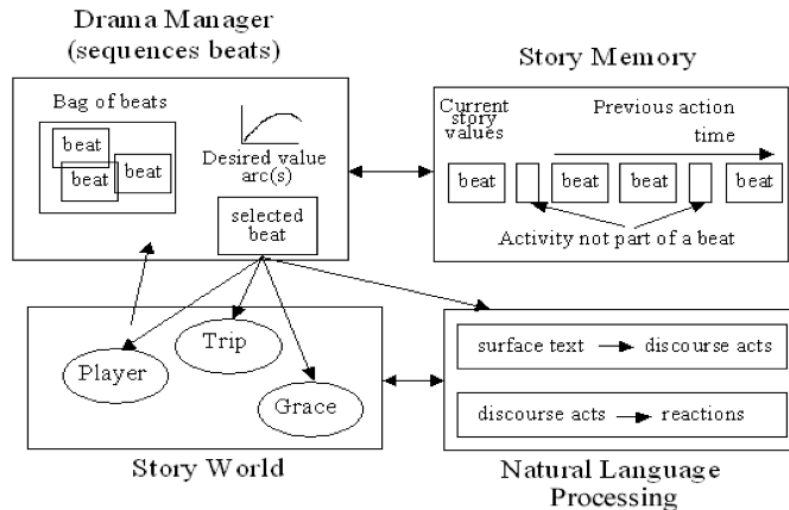 Drama Manager
(sequences beats)
Bag of beats
beat
beat
beat
Desired value
arc(s)
selected
beat
Story Memory
Current
story
values
Previous action
time
beat
beat
beat
beat
Activity not part of a beat
Player
Trip
Grace
Story World
surface text
discourse acts
discourse acts
reactions
Natural Language
Processing